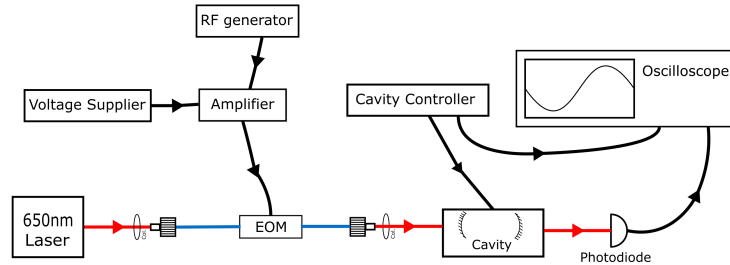 RF generator
Voltage Supplier
Amplifier
Cavity Controller
Oscilloscope
650nm
Laser
EOM
Cavity
Photodiode